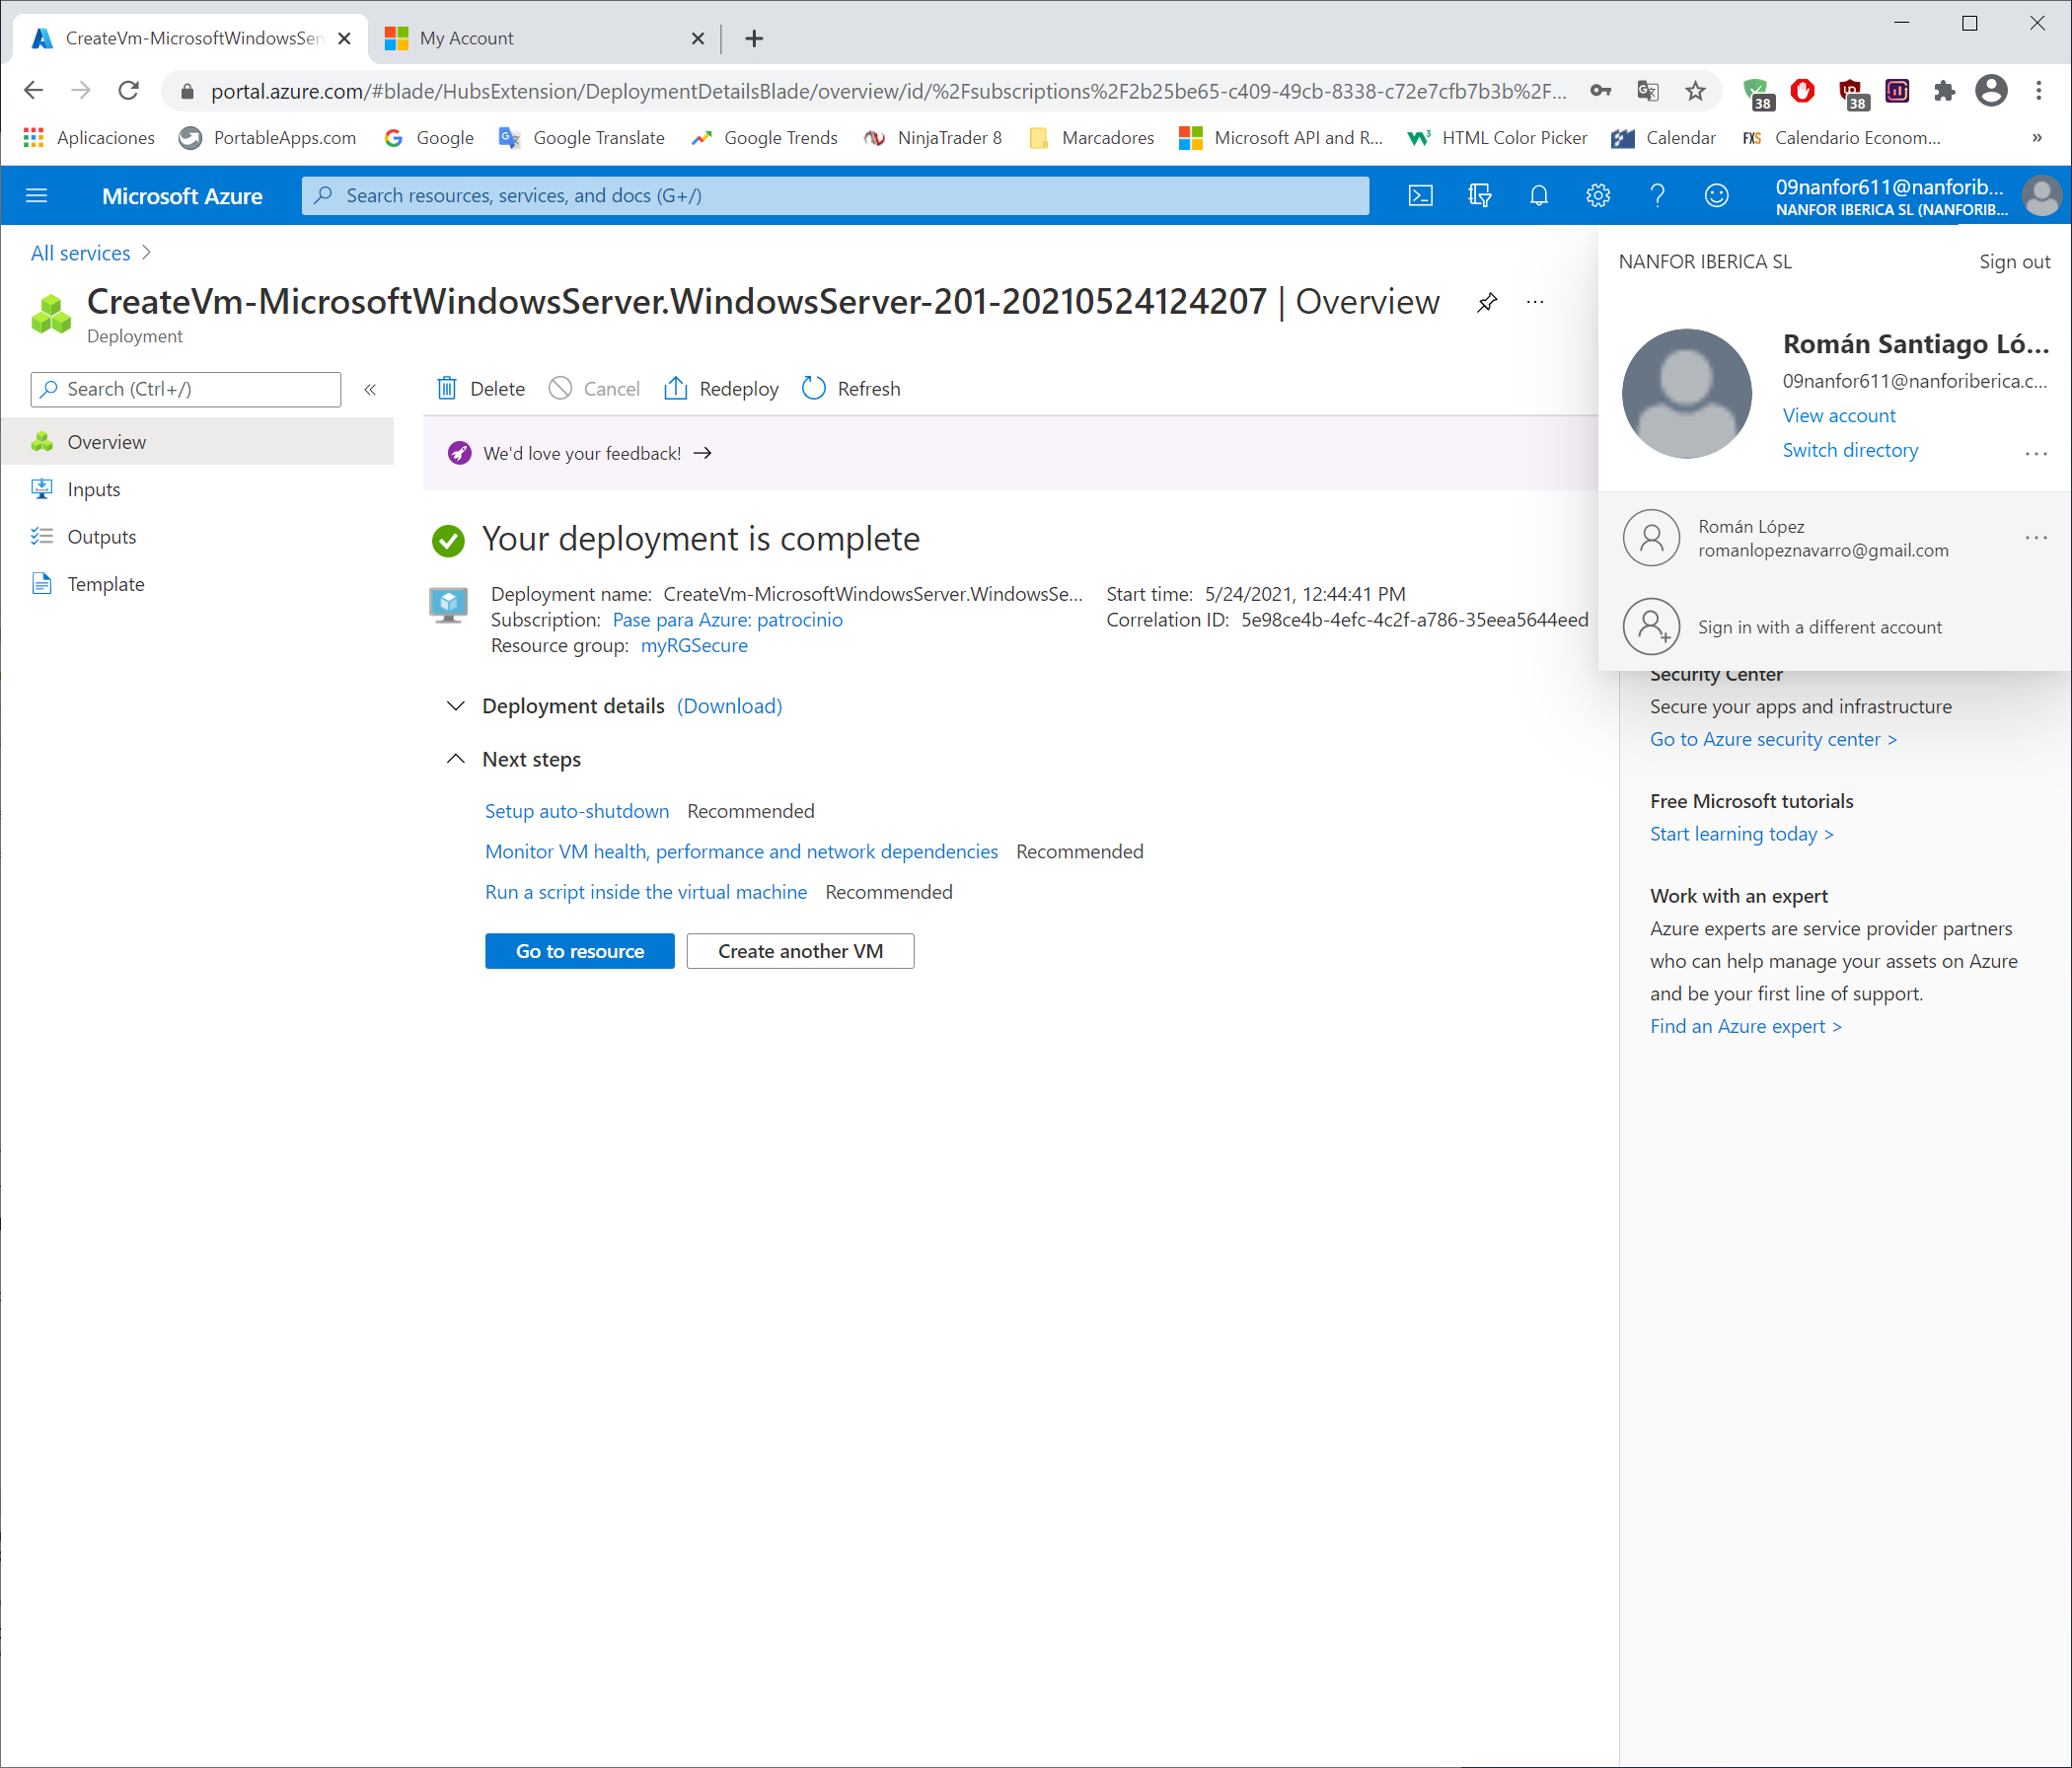 CreateVm-MicrosoftWindowsSer
My Account
portal.azure.com/#blade/HubsExtension/DeploymentDetailsBlade/overview/id/%2Fsubscriptions%2F2b25be65-c409-49cb-8338-c72e7cfb7b3b%2F...
38
38
Aplicaciones
PortableApps.com
Google
Google Translate
Google Trends
NinjaTrader 8
Marcadores
Microsoft API and R...
HTML Color Picker
Calendar
FXS
Calendario Econom...
»
Microsoft Azure
Search resources, services, and docs (G+/)
09nanfor611@nanforib...
NANFOR IBERICA SL (NANFORIB...
All services >
NANFOR IBERICA SL
Sign out
CreateVm-MicrosoftWindowsServer.WindowsServer-201-20210524124207 | Overview
...
Deployment
Román Santiago Ló...
09nanfor611@nanforiberica.c...
View account
Switch directory
...
Search (Ctrl+/)
«
Delete
Cancel
Redeploy
Refresh
Overview
Inputs
Outputs
Template
We'd love your feedback! →
Román López
romanlopeznavarro@gmail.com
...
Sign in with a different account
Your deployment is complete
Deployment name: CreateVm-MicrosoftWindowsServer.WindowsSe...
Subscription: Pase para Azure: patrocinio
Resource group: myRGSecure
Start time: 5/24/2021, 12:44:41 PM
Correlation ID: 5e98ce4b-4efc-4c2f-a786-35eea5644eed
Deployment details (Download)
Next steps
Setup auto-shutdown Recommended
Monitor VM health, performance and network dependencies Recommended
Run a script inside the virtual machine Recommended
Go to resource
Create another VM
Security Center
Secure your apps and infrastructure
Go to Azure security center >
Free Microsoft tutorials
Start learning today >
Work with an expert
Azure experts are service provider partners
who can help manage your assets on Azure
and be your first line of support.
Find an Azure expert >